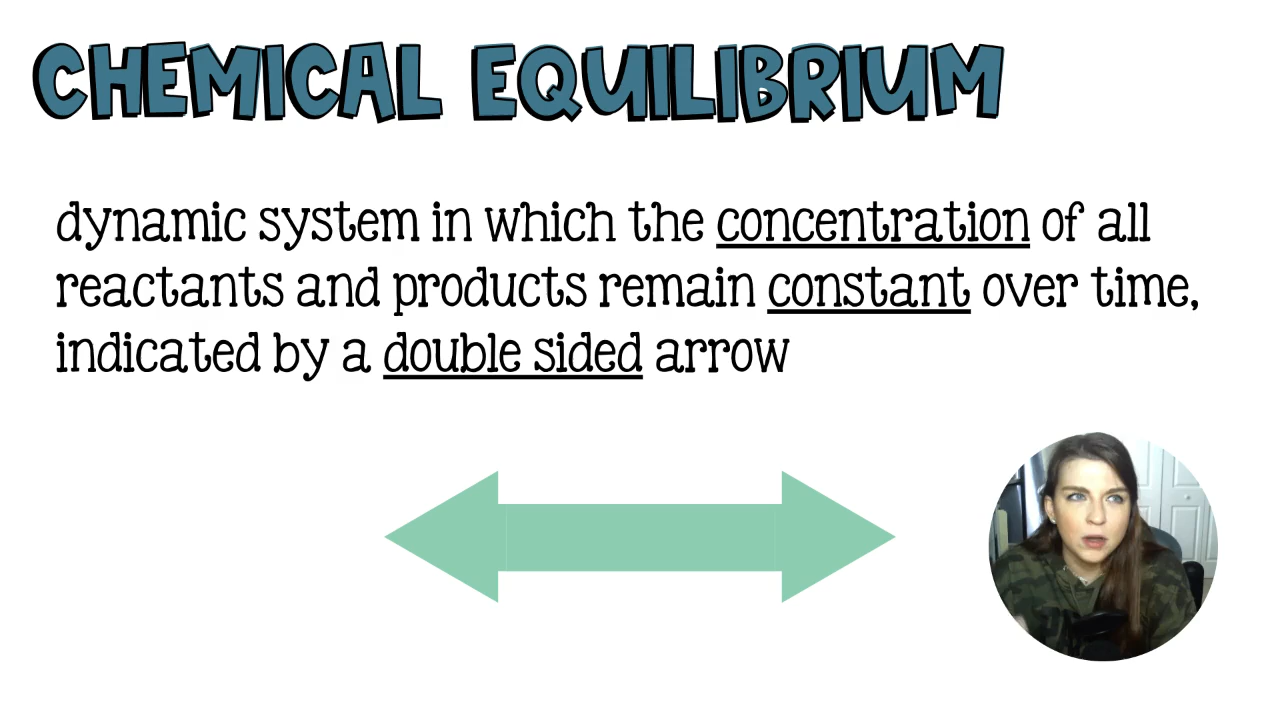 CHEMICAL EQUILIBRIUM
dynamic system in which the concentration of all
reactants and products remain constant over time,
indicated by a double sided arrow